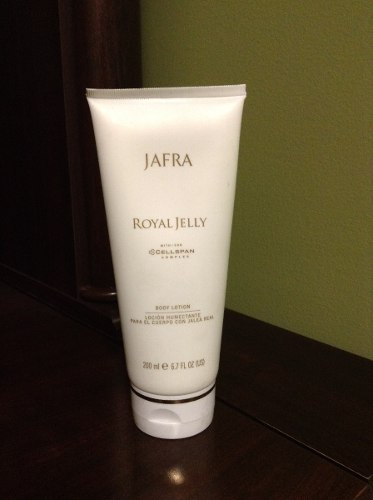 JAFRA
ROYAL JELLY
CELLSPAN
COMPLEX
BODY LOTION
LOCIÓN HUMECTANTE
PARA EL CUERPO CON JALEA REAL
200 ml ℮ 6.7 FL OZ (US)